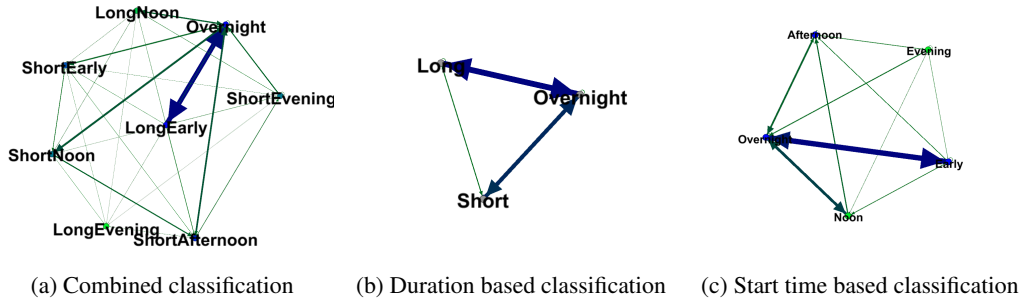 LongNoon
Overnight
ShortEarly
ShortEvening
LongEarly
ShortNoon
LongEvening
ShortAfternoon
(a) Combined classification
Long
Overnight
Short
(b) Duration based classification
Afternoon
Evening
Overnight
Early
Noon
(c) Start time based classification